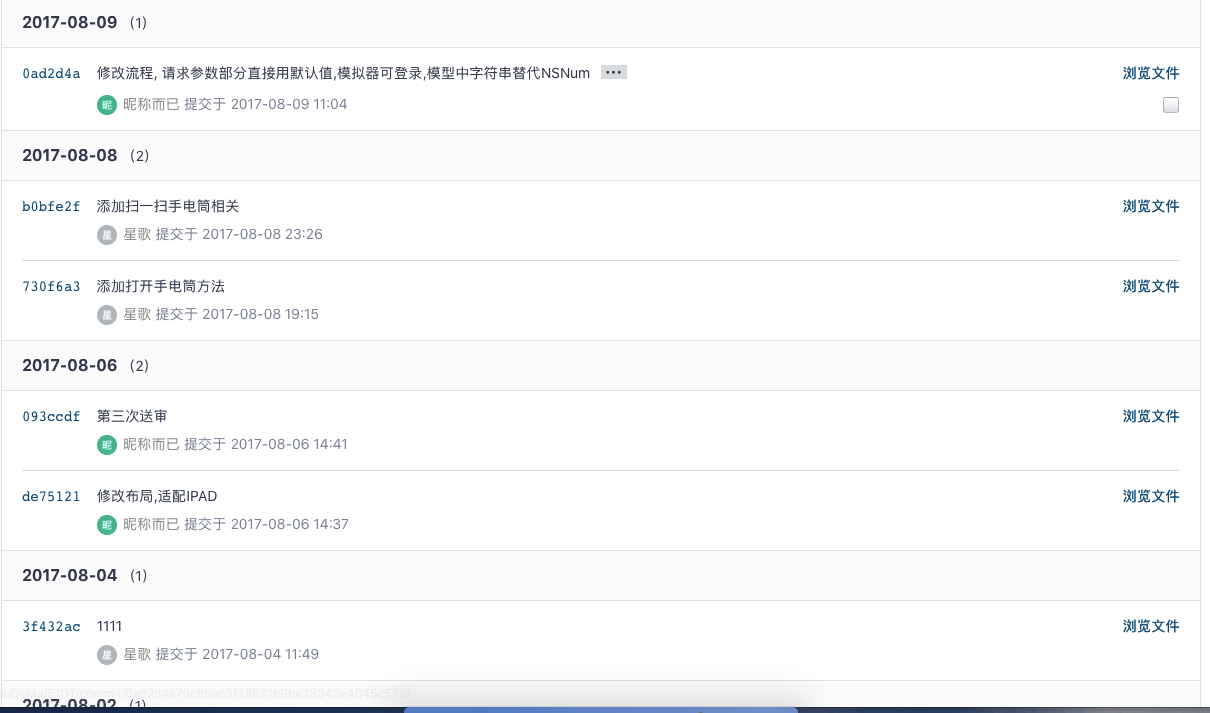 2017-08-09 (1)
0ad2d4a 修改流程, 请求参数部分直接用默认值,模拟器可登录,模型中字符串替代NSNum ••• 浏览文件
昵 昵称而已 提交于 2017-08-09 11:04
2017-08-08 (2)
b0bfe2f 添加扫一扫手电筒相关 浏览文件
星 星歌 提交于 2017-08-08 23:26
730f6a3 添加打开手电筒方法 浏览文件
星 星歌 提交于 2017-08-08 19:15
2017-08-06 (2)
093ccdf 第三次送审 浏览文件
昵 昵称而已 提交于 2017-08-06 14:41
de75121 修改布局,适配IPAD 浏览文件
昵 昵称而已 提交于 2017-08-06 14:37
2017-08-04 (1)
3f432ac 1111 浏览文件
星 星歌 提交于 2017-08-04 11:49
2017-08-02 (1)